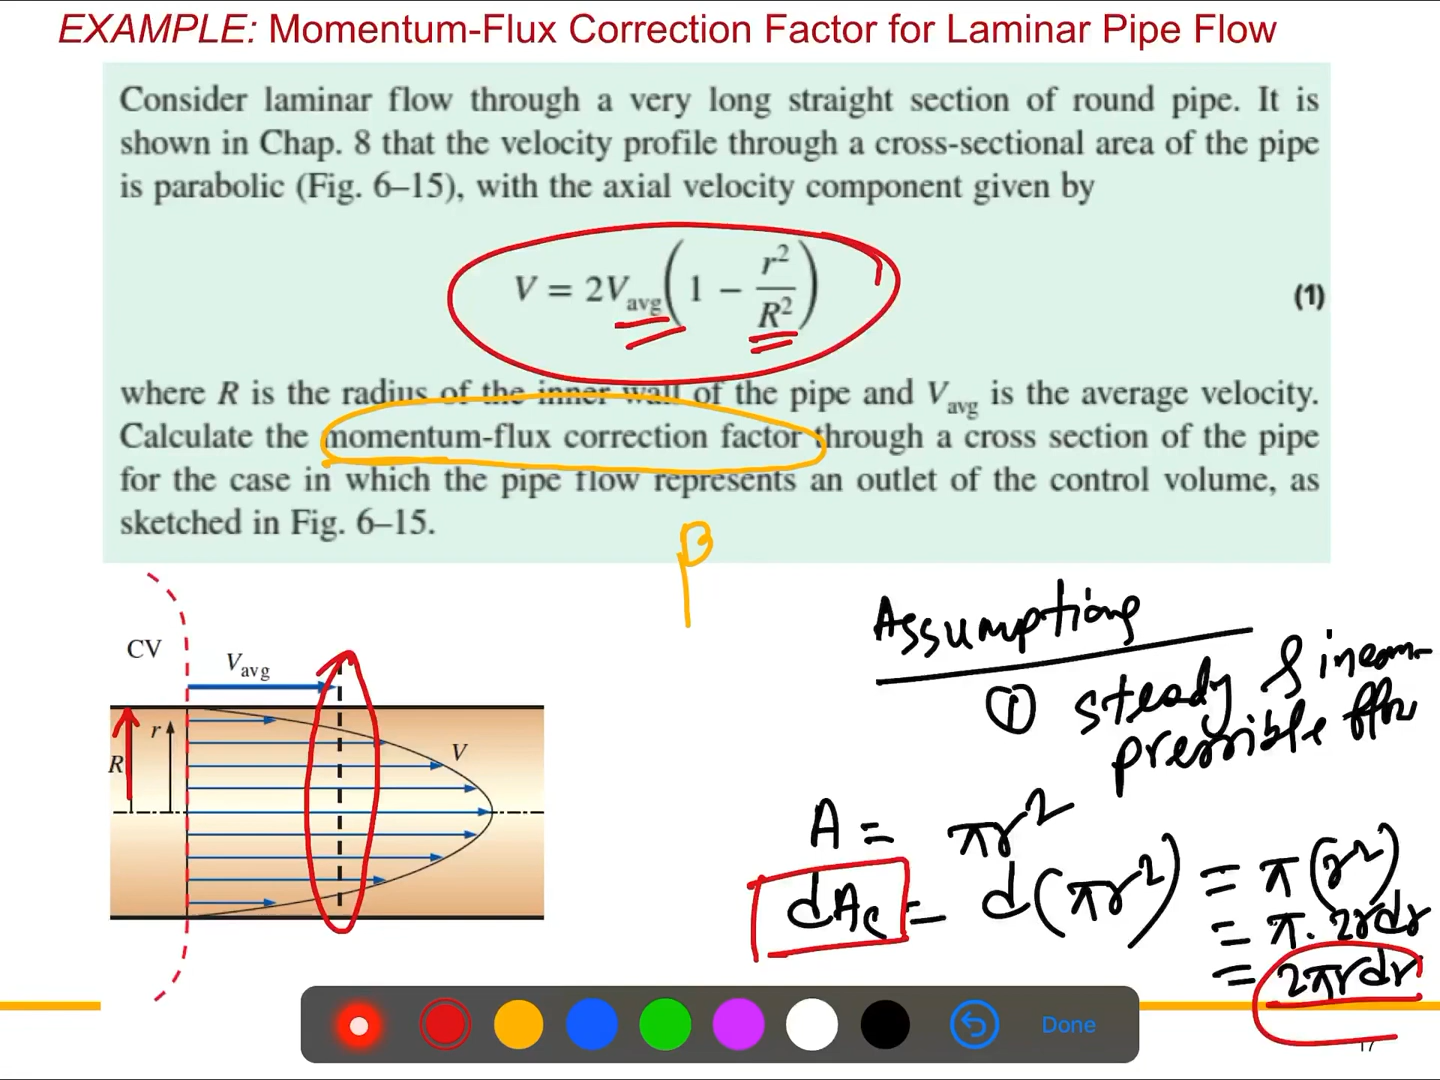 EXAMPLE: Momentum-Flux Correction Factor for Laminar Pipe Flow
Consider laminar flow through a very long straight section of round pipe. It is
shown in Chap. 8 that the velocity profile through a cross-sectional area of the pipe
is parabolic (Fig. 6–15), with the axial velocity component given by
V = 2V_avg(1 − r²/R²) (1)
where R is the radius of the inner wall of the pipe and V_avg is the average velocity.
Calculate the momentum-flux correction factor through a cross section of the pipe
for the case in which the pipe flow represents an outlet of the control volume, as
sketched in Fig. 6–15.
β
CV
V_avg
R
r
V
Assumptions
① steady & incom-
pressible flow
A = πr²
dAc = d(πr²) = π(r²)
= π. 2rdr
= 2πrdr
Done
17